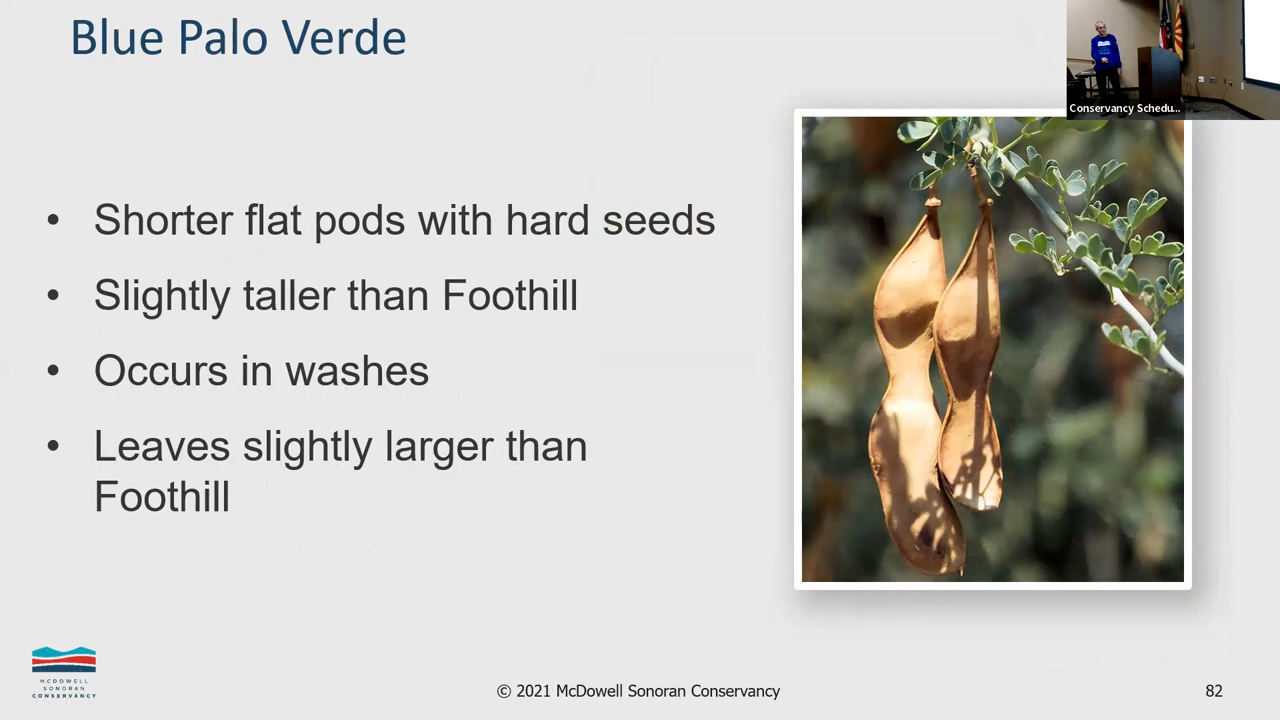 Blue Palo Verde
Conservancy Schedu...
• Shorter flat pods with hard seeds
• Slightly taller than Foothill
• Occurs in washes
• Leaves slightly larger than
Foothill
MCDOWELL
SONORAN
CONSERVANCY
© 2021 McDowell Sonoran Conservancy
82